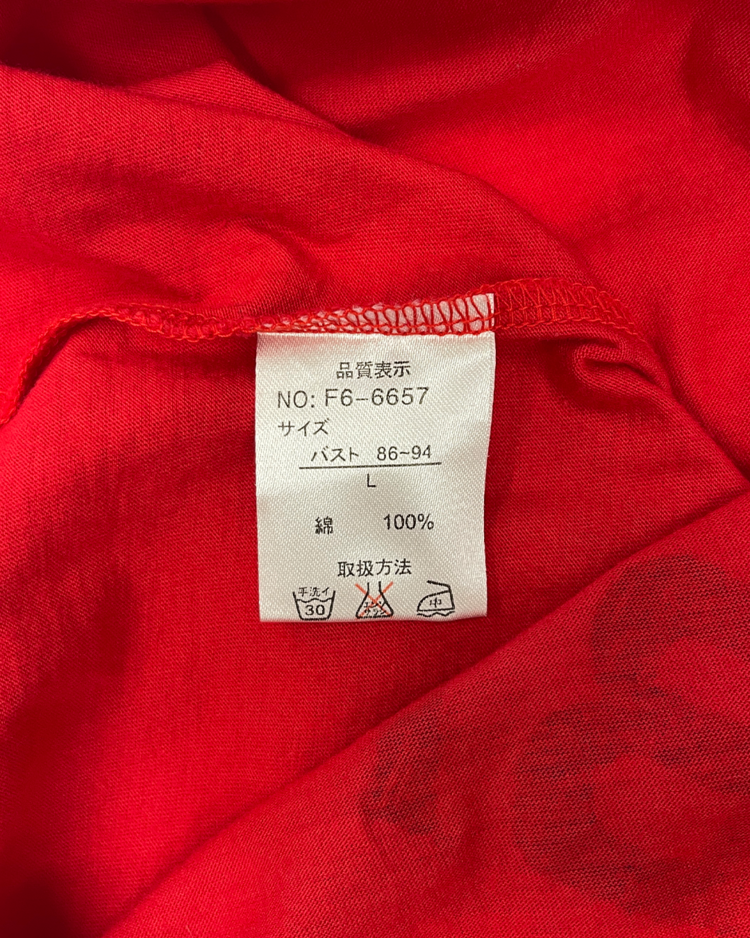 品質表示
NO: F6-6657
サイズ
バスト 86~94
L
綿 100%
取扱方法
手洗イ
30
中